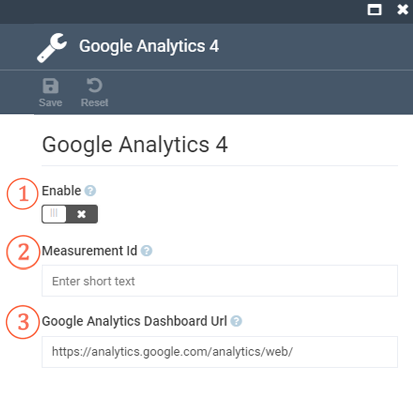 Google Analytics 4
Save Reset
Google Analytics 4
1 Enable ?
2 Measurement Id ?
Enter short text
3 Google Analytics Dashboard Url ?
https://analytics.google.com/analytics/web/